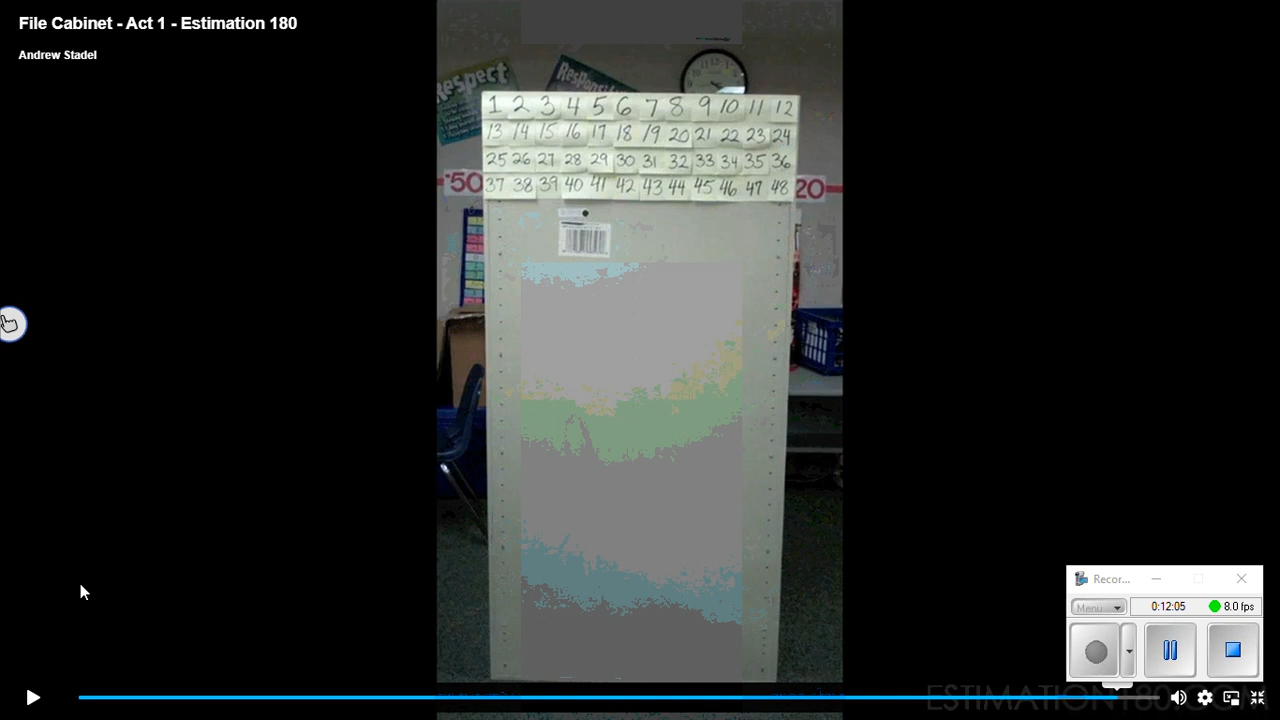 File Cabinet - Act 1 - Estimation 180
Andrew Stadel
Respect
1 2 3 4 5 6 7 8 9 10 11 12
13 14 15 16 17 18 19 20 21 22 23 24
25 26 27 28 29 30 31 32 33 34 35 36
-50 37 38 39 40 41 42 43 44 45 46 47 48 20
Recor...
Menu
0:12:05
8.0 fps
ESTIMATION180.COM